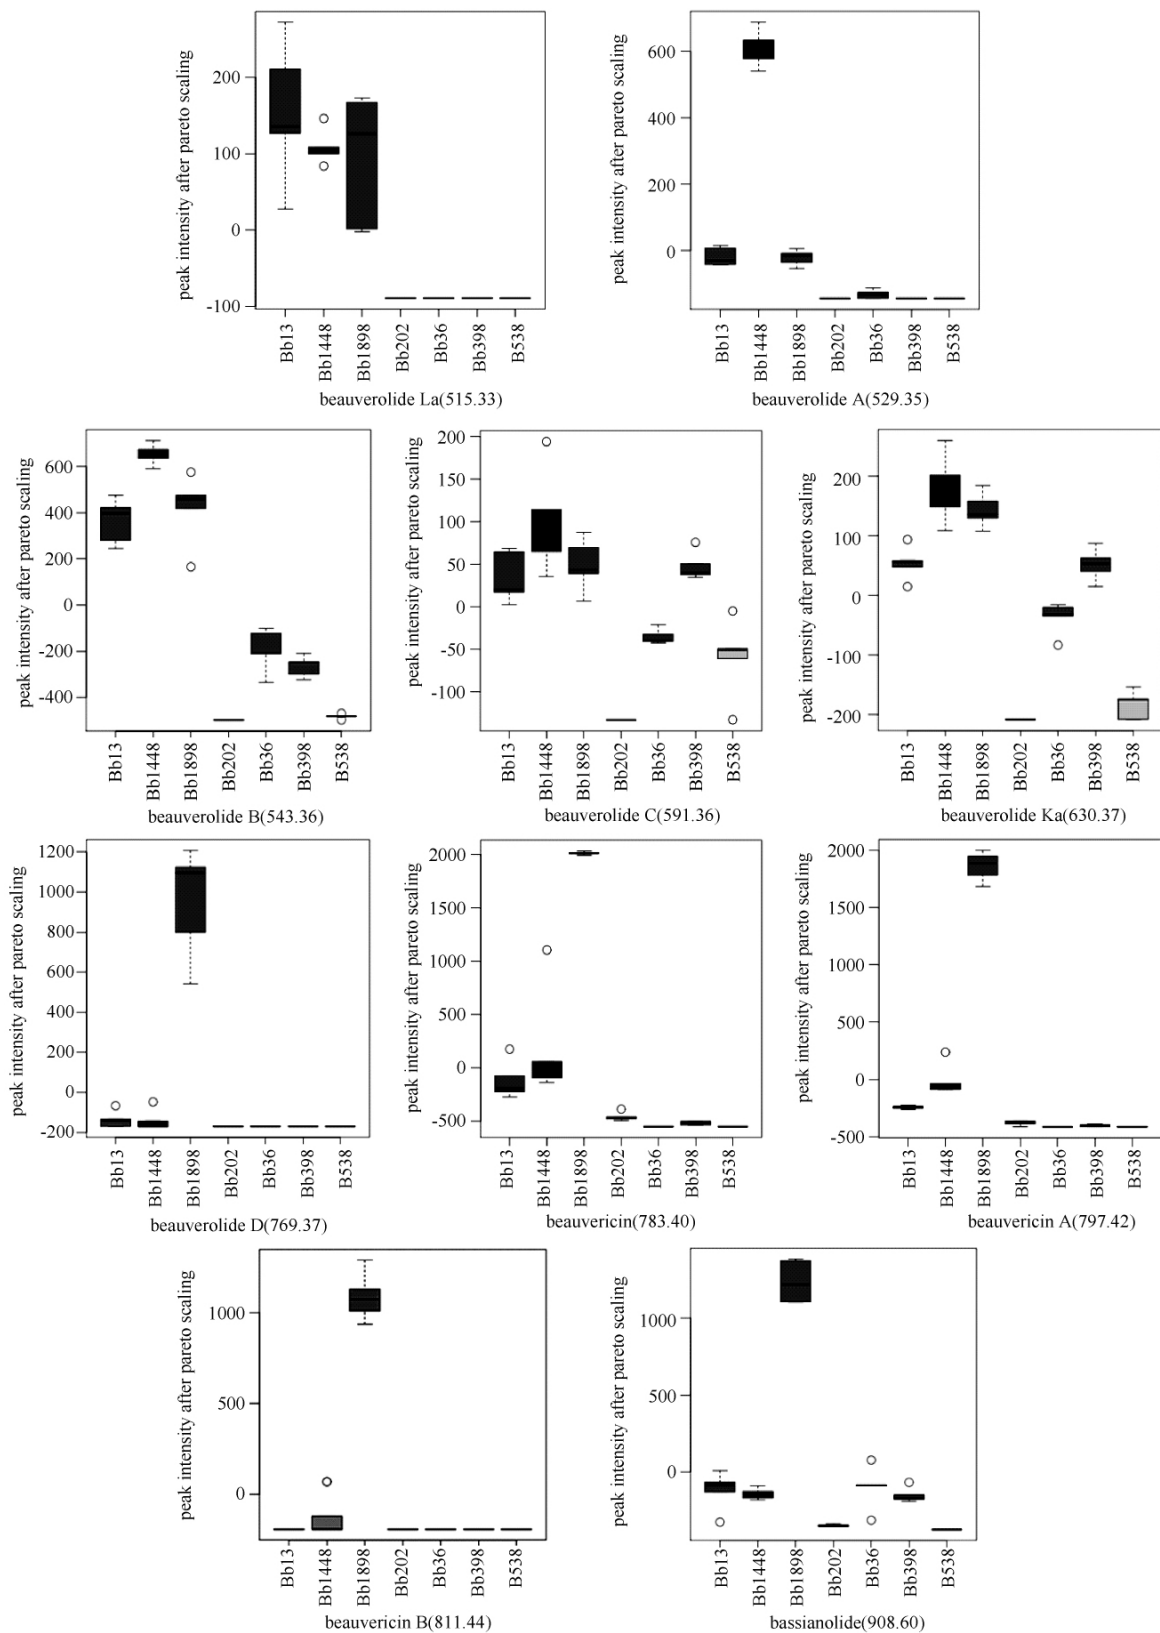 peak intensity after pareto scaling
200
100
0
-100
Bb13
Bb1448
Bb1898
Bb202
Bb36
Bb398
B538
beauverolide La(515.33)
peak intensity after pareto scaling
600
400
200
0
Bb13
Bb1448
Bb1898
Bb202
Bb36
Bb398
B538
beauverolide A(529.35)
peak intensity after pareto scaling
600
400
200
0
-200
-400
Bb13
Bb1448
Bb1898
Bb202
Bb36
Bb398
B538
beauverolide B(543.36)
peak intensity after pareto scaling
200
150
100
50
0
-50
-100
Bb13
Bb1448
Bb1898
Bb202
Bb36
Bb398
B538
beauverolide C(591.36)
peak intensity after pareto scaling
200
100
0
-100
-200
Bb13
Bb1448
Bb1898
Bb202
Bb36
Bb398
B538
beauverolide Ka(630.37)
peak intensity after pareto scaling
1200
1000
800
600
400
200
0
-200
Bb13
Bb1448
Bb1898
Bb202
Bb36
Bb398
B538
beauverolide D(769.37)
peak intensity after pareto scaling
2000
1500
1000
500
0
-500
Bb13
Bb1448
Bb1898
Bb202
Bb36
Bb398
B538
beauvericin(783.40)
peak intensity after pareto scaling
2000
1500
1000
500
0
-500
Bb13
Bb1448
Bb1898
Bb202
Bb36
Bb398
B538
beauvericin A(797.42)
peak intensity after pareto scaling
1000
500
0
Bb13
Bb1448
Bb1898
Bb202
Bb36
Bb398
B538
beauvericin B(811.44)
peak intensity after pareto scaling
1000
500
0
Bb13
Bb1448
Bb1898
Bb202
Bb36
Bb398
B538
bassianolide(908.60)